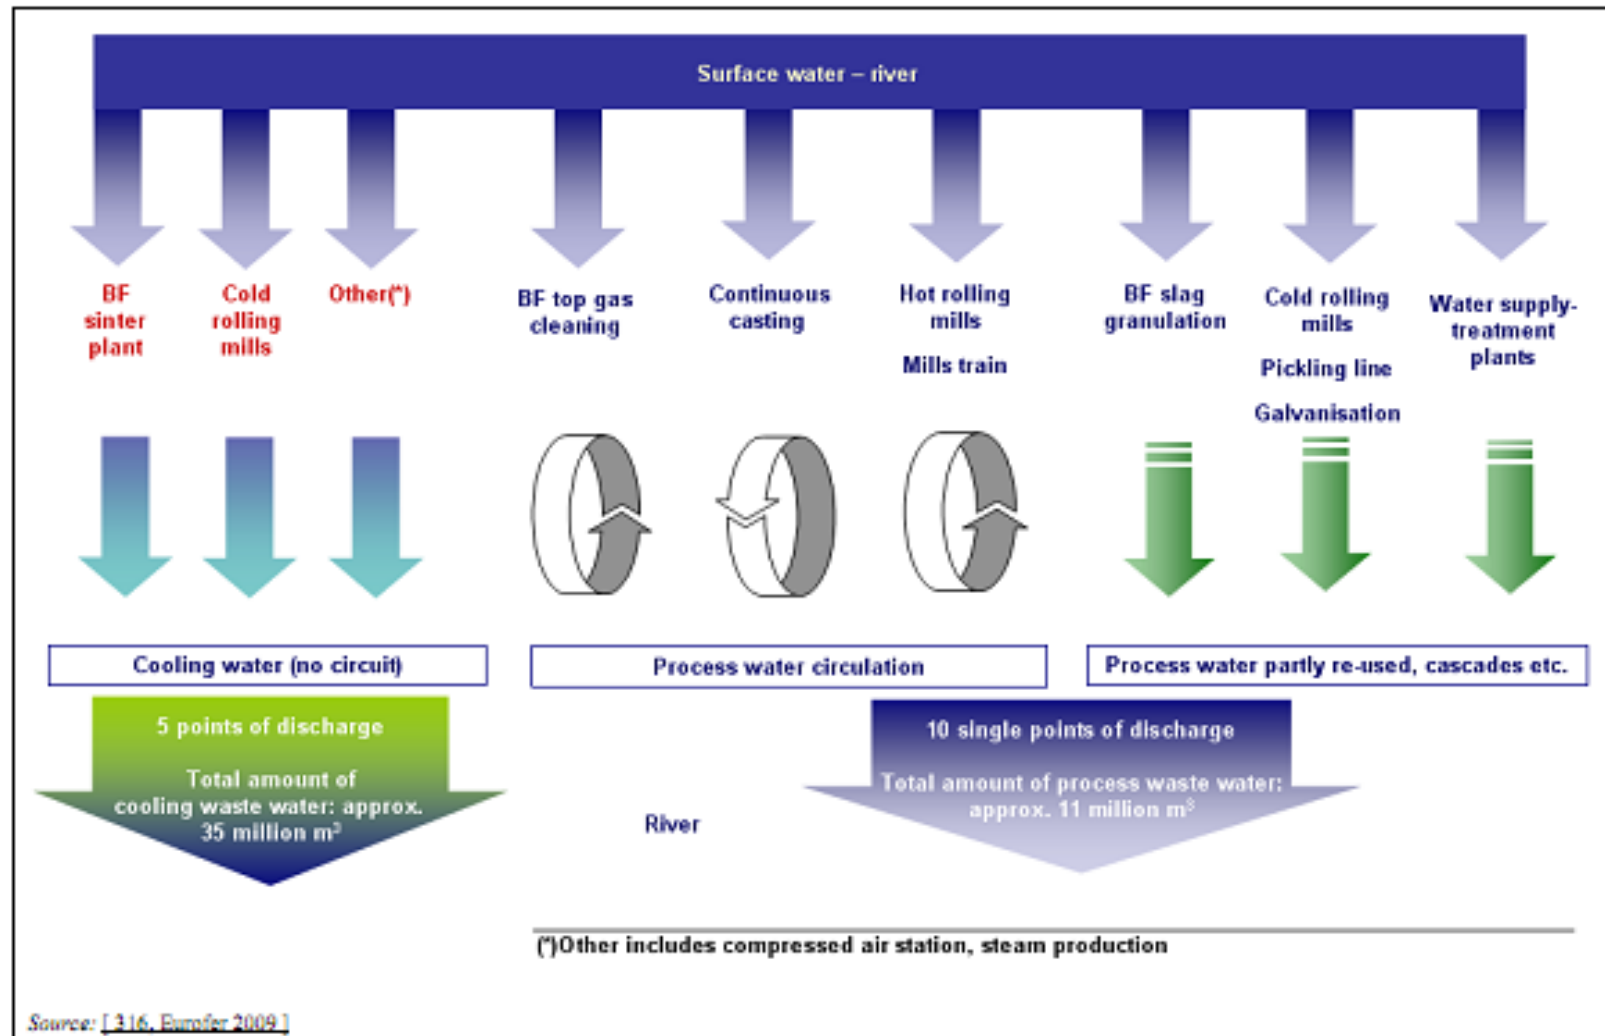 Surface water – river
BF
sinter
plant
Cold
rolling
mills
Other(*)
BF top gas
cleaning
Continuous
casting
Hot rolling
mills
Mills train
BF slag
granulation
Cold rolling
mills
Pickling line
Galvanisation
Water supply-
treatment
plants
Cooling water (no circuit)
Process water circulation
Process water partly re-used, cascades etc.
5 points of discharge
Total amount of
cooling waste water: approx.
35 million m³
River
10 single points of discharge
Total amount of process waste water:
approx. 11 million m³
(*)Other includes compressed air station, steam production
Source: [ 316, Eurofer 2009 ]